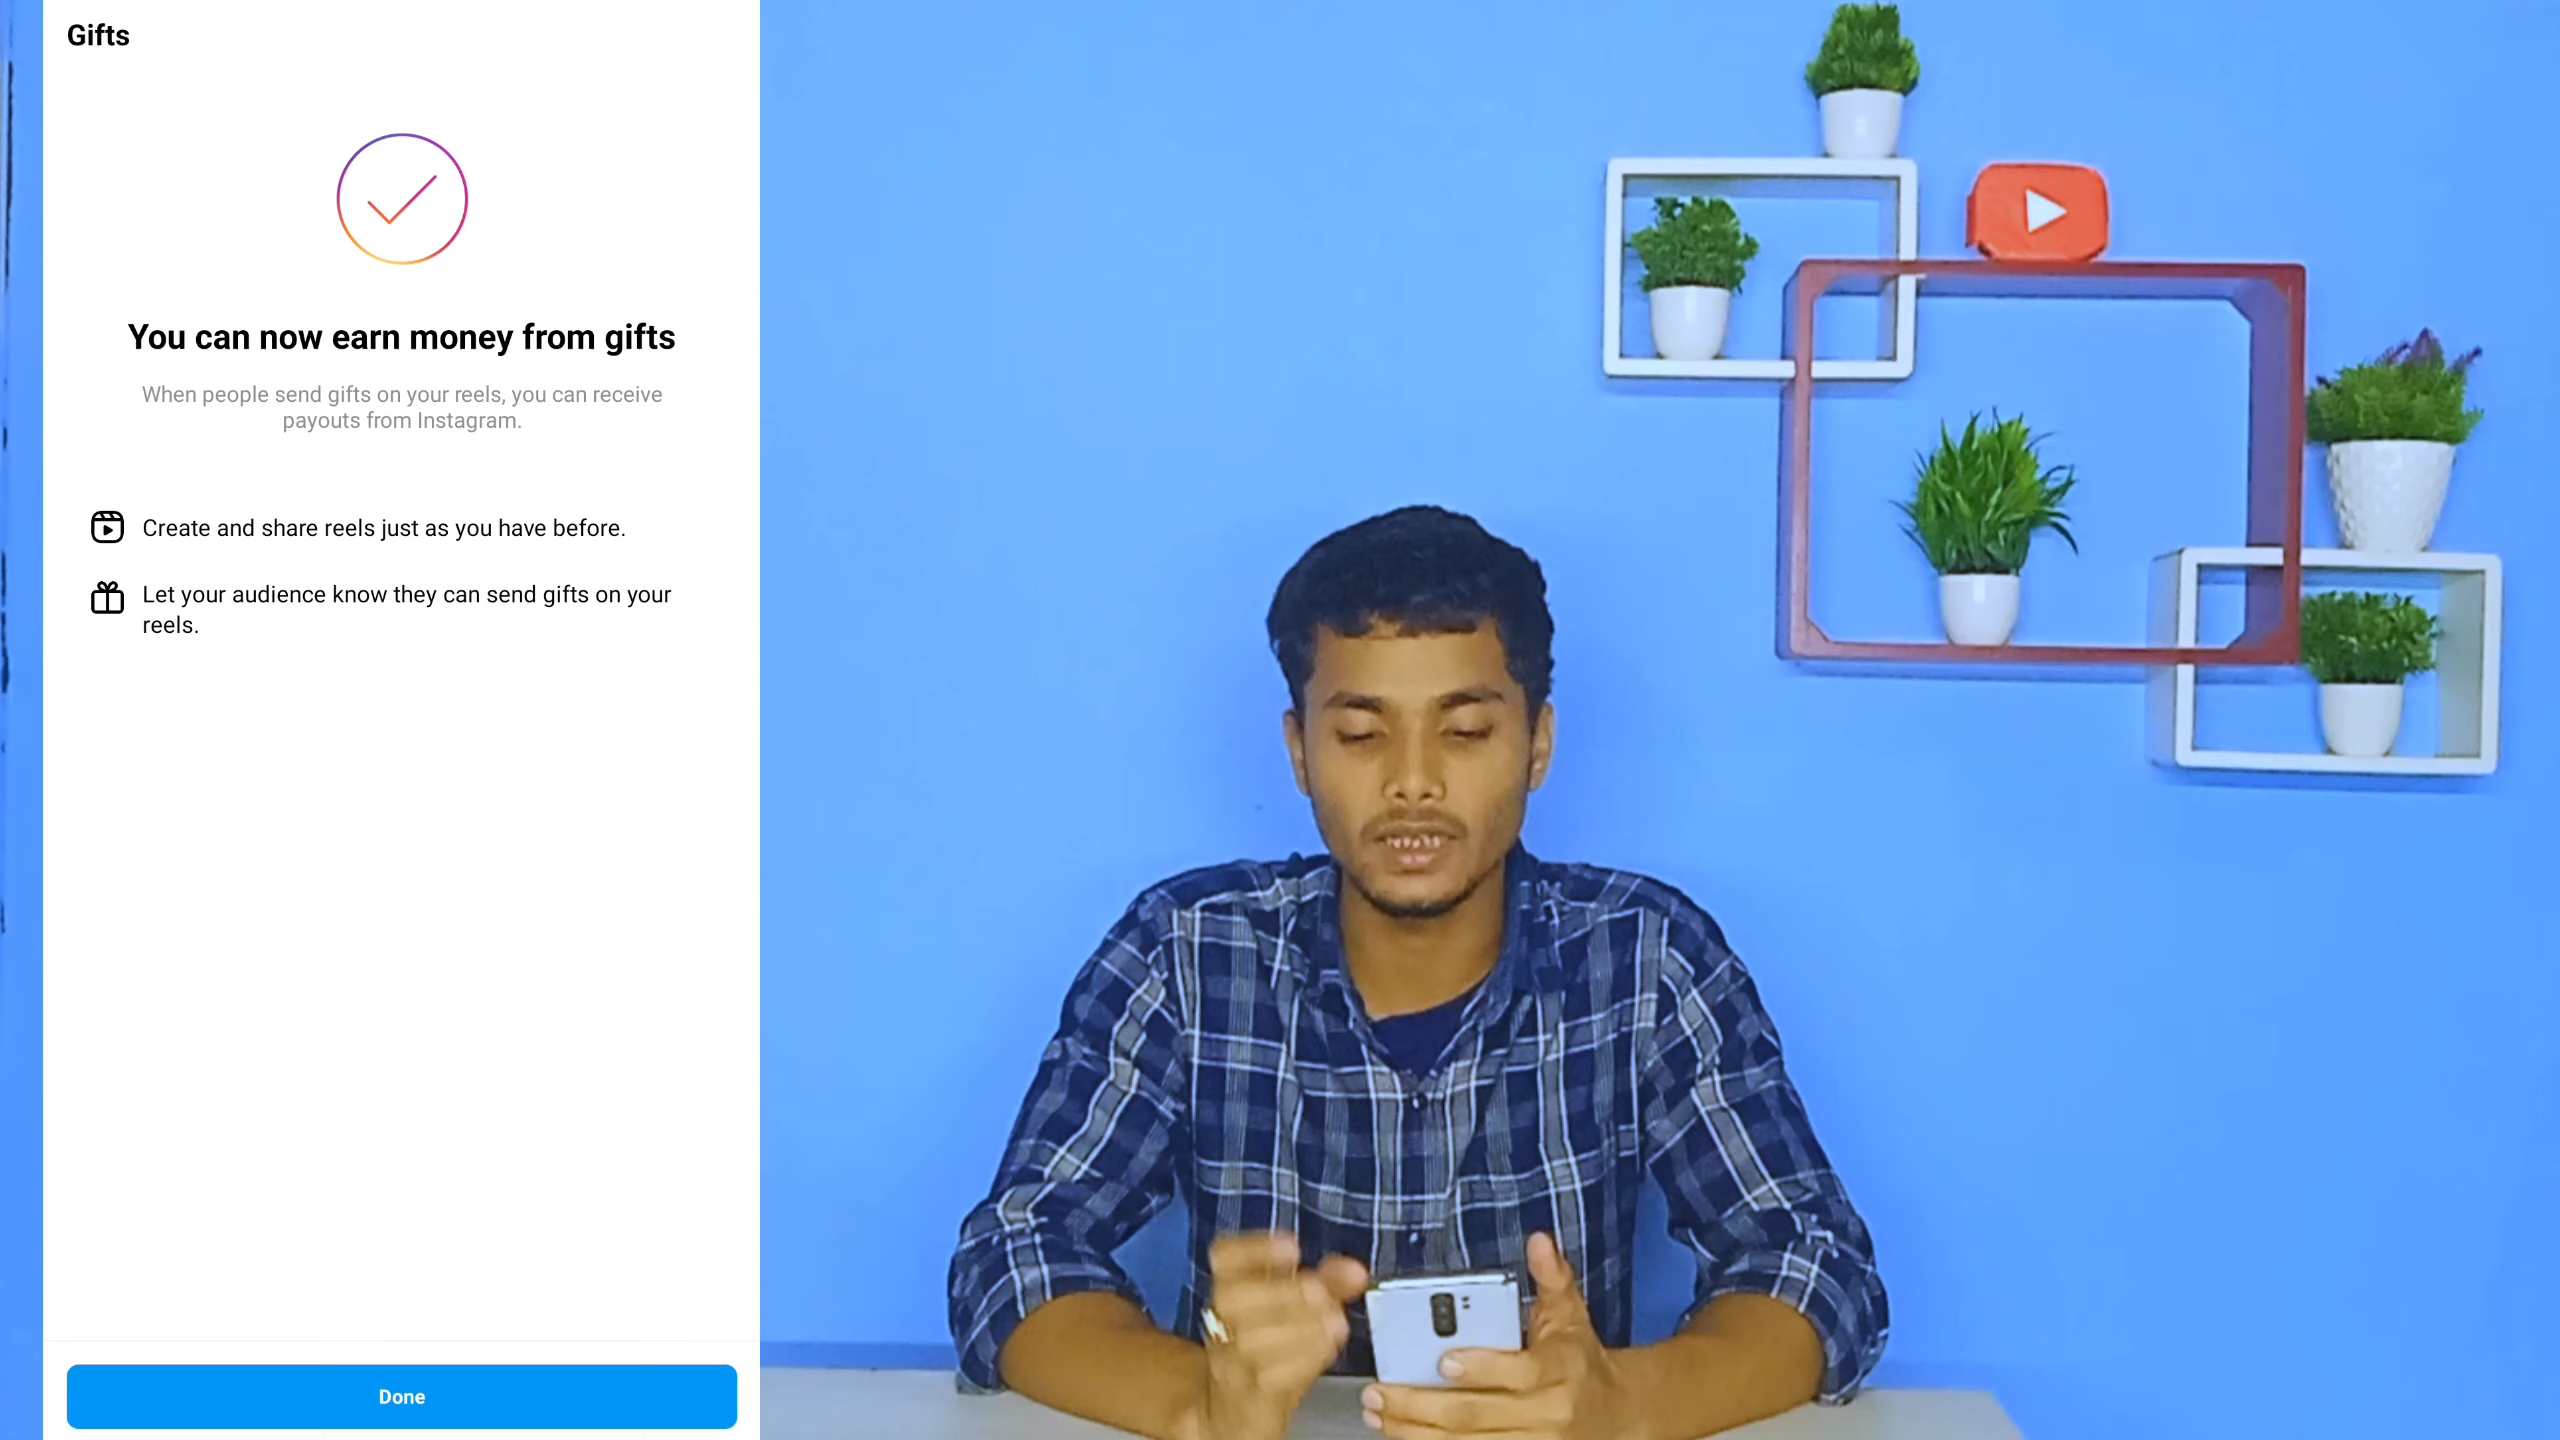 Gifts
You can now earn money from gifts
When people send gifts on your reels, you can receive
payouts from Instagram.
Create and share reels just as you have before.
Let your audience know they can send gifts on your
reels.
Done